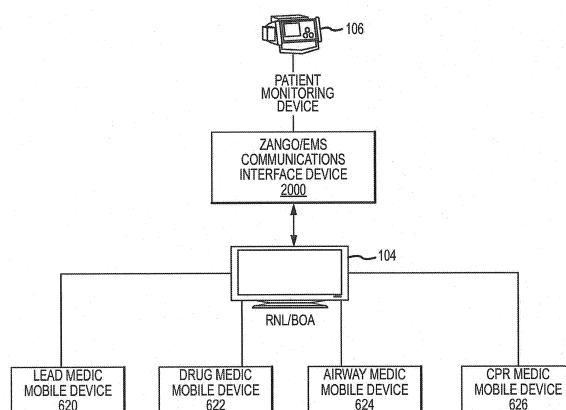 106
PATIENT
MONITORING
DEVICE
ZANGO/EMS
COMMUNICATIONS
INTERFACE DEVICE
2000
104
RNL/BOA
LEAD MEDIC
MOBILE DEVICE
620
DRUG MEDIC
MOBILE DEVICE
622
AIRWAY MEDIC
MOBILE DEVICE
624
CPR MEDIC
MOBILE DEVICE
626